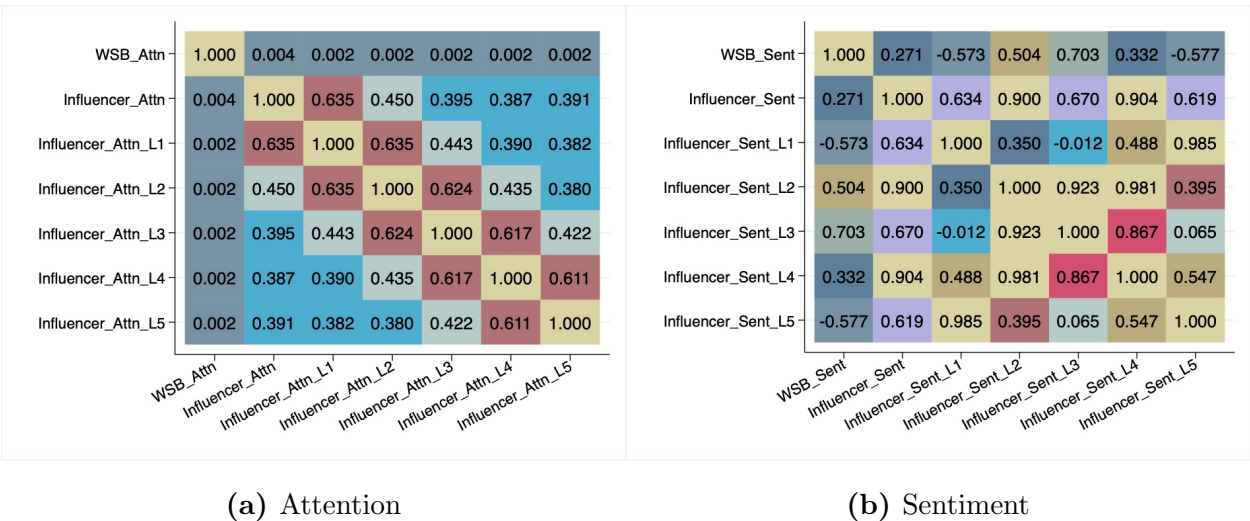 WSB_Attn 1.000 0.004 0.002 0.002 0.002 0.002 0.002
Influencer_Attn 0.004 1.000 0.635 0.450 0.395 0.387 0.391
Influencer_Attn_L1 0.002 0.635 1.000 0.635 0.443 0.390 0.382
Influencer_Attn_L2 0.002 0.450 0.635 1.000 0.624 0.435 0.380
Influencer_Attn_L3 0.002 0.395 0.443 0.624 1.000 0.617 0.422
Influencer_Attn_L4 0.002 0.387 0.390 0.435 0.617 1.000 0.611
Influencer_Attn_L5 0.002 0.391 0.382 0.380 0.422 0.611 1.000
WSB_Attn Influencer_Attn Influencer_Attn_L1 Influencer_Attn_L2 Influencer_Attn_L3 Influencer_Attn_L4 Influencer_Attn_L5
(a) Attention
WSB_Sent 1.000 0.271 -0.573 0.504 0.703 0.332 -0.577
Influencer_Sent 0.271 1.000 0.634 0.900 0.670 0.904 0.619
Influencer_Sent_L1 -0.573 0.634 1.000 0.350 -0.012 0.488 0.985
Influencer_Sent_L2 0.504 0.900 0.350 1.000 0.923 0.981 0.395
Influencer_Sent_L3 0.703 0.670 -0.012 0.923 1.000 0.867 0.065
Influencer_Sent_L4 0.332 0.904 0.488 0.981 0.867 1.000 0.547
Influencer_Sent_L5 -0.577 0.619 0.985 0.395 0.065 0.547 1.000
WSB_Sent Influencer_Sent Influencer_Sent_L1 Influencer_Sent_L2 Influencer_Sent_L3 Influencer_Sent_L4 Influencer_Sent_L5
(b) Sentiment